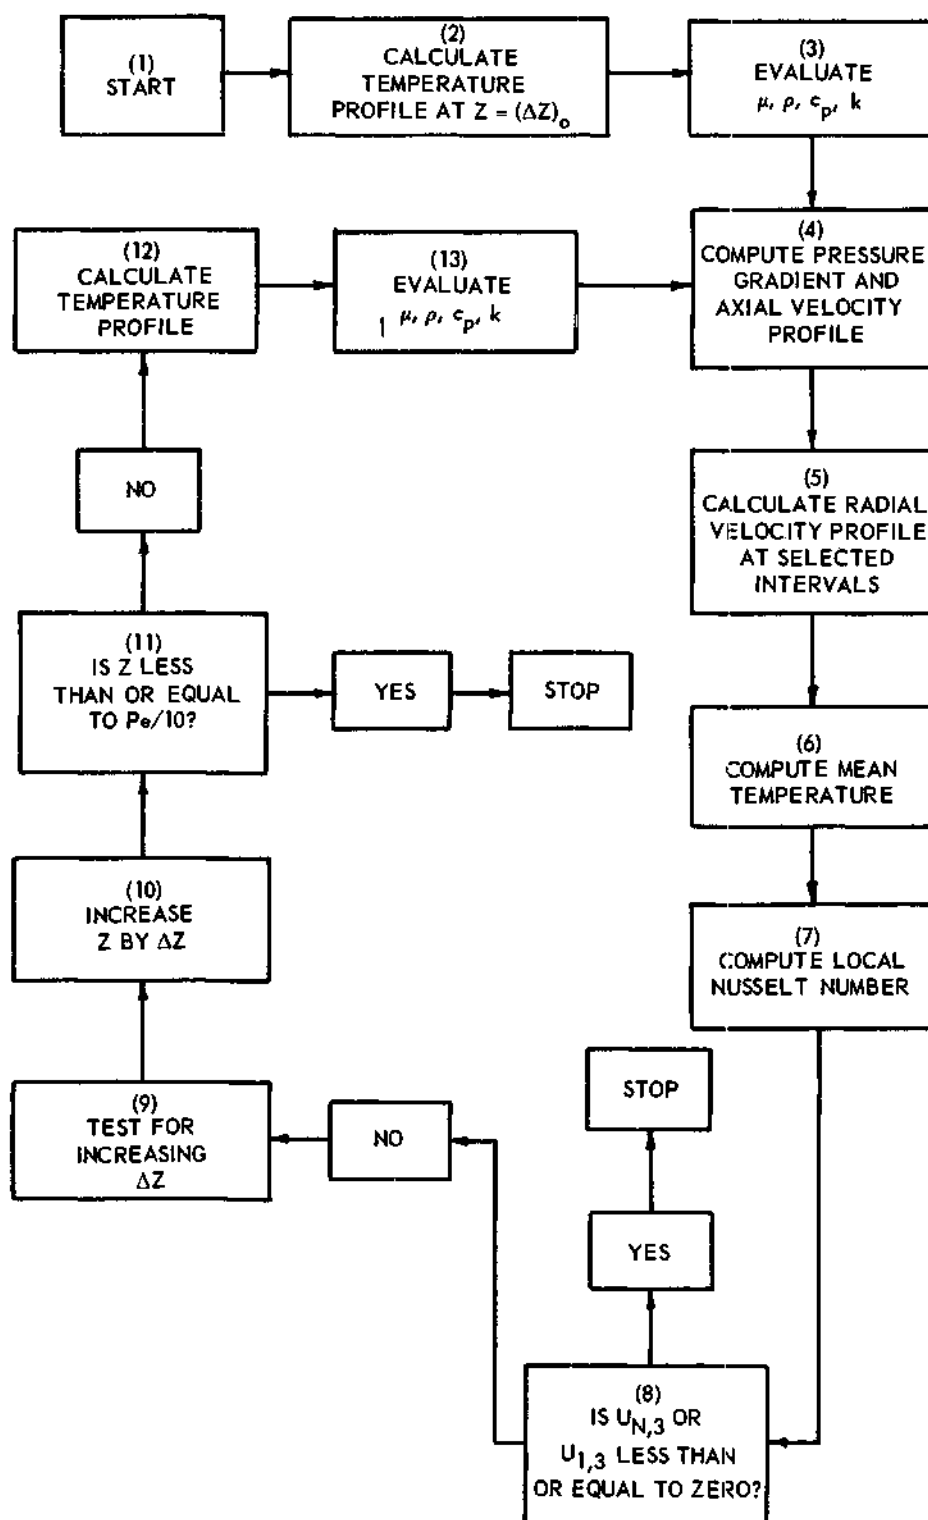 (1)
START
(2)
CALCULATE
TEMPERATURE
PROFILE AT Z = (ΔZ)o
(3)
EVALUATE
μ, ρ, cp, k
(4)
COMPUTE PRESSURE
GRADIENT AND
AXIAL VELOCITY
PROFILE
(12)
CALCULATE
TEMPERATURE
PROFILE
(13)
EVALUATE
μ, ρ, cp, k
NO
(5)
CALCULATE RADIAL
VELOCITY PROFILE
AT SELECTED
INTERVALS
(11)
IS Z LESS
THAN OR EQUAL
TO Pe/10?
YES
STOP
(6)
COMPUTE MEAN
TEMPERATURE
(10)
INCREASE
Z BY ΔZ
(7)
COMPUTE LOCAL
NUSSELT NUMBER
(9)
TEST FOR
INCREASING
ΔZ
NO
STOP
YES
(8)
IS UN,3 OR
U1,3 LESS THAN
OR EQUAL TO ZERO?